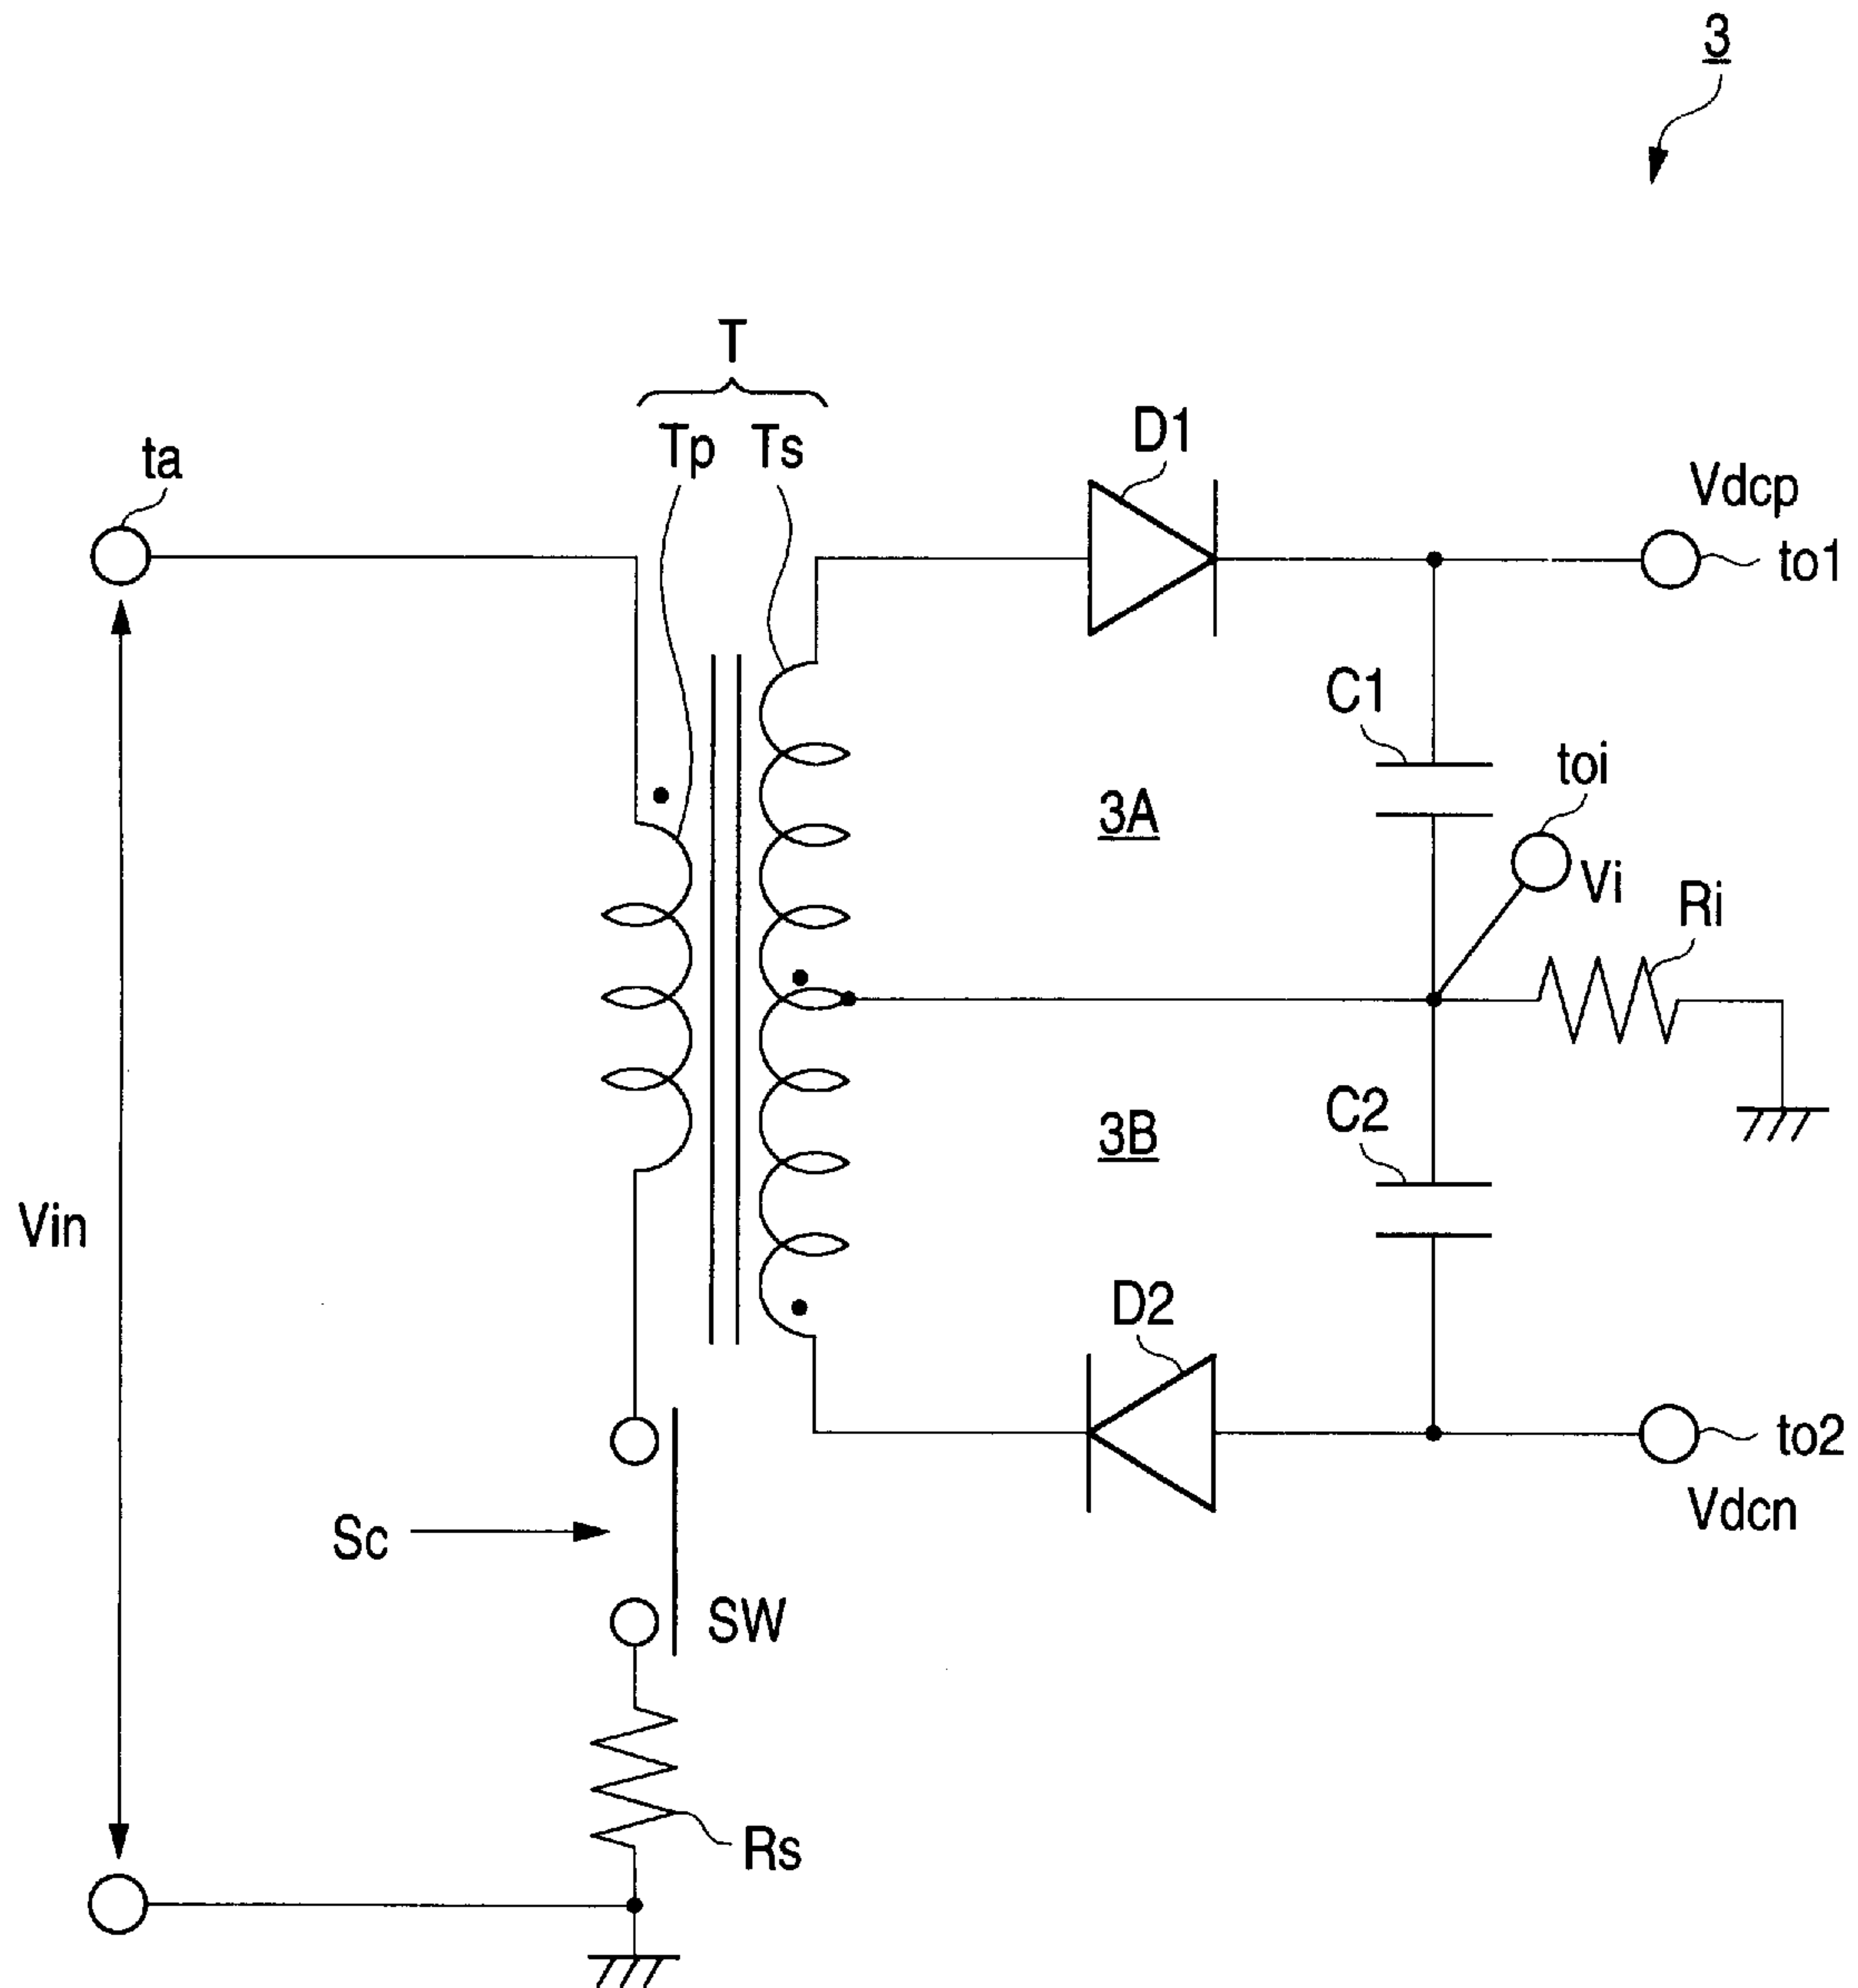 3
T
Tp Ts
D1
ta
Vdcp
to1
C1
toi
3A
Vi
Ri
C2
3B
Vin
D2
to2
Vdcn
Sc
SW
Rs